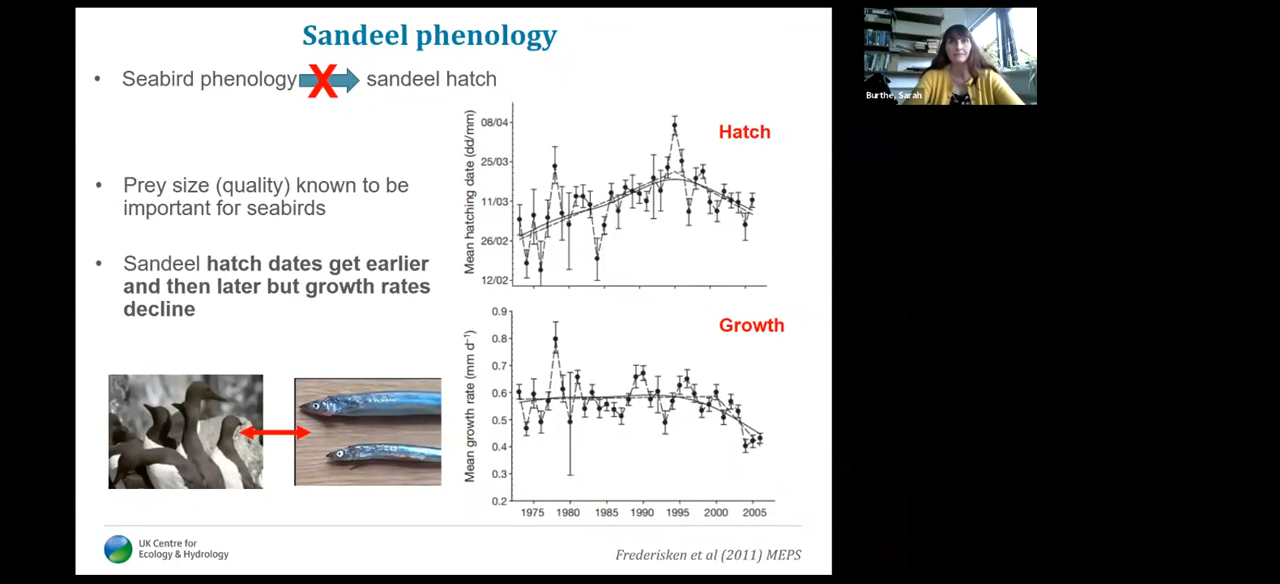 Sandeel phenology
• Seabird phenology X sandeel hatch
• Prey size (quality) known to be
important for seabirds
• Sandeel hatch dates get earlier
and then later but growth rates
decline
Hatch
Mean hatching date (dd/mm)
08/04
25/03
11/03
26/02
12/02
Growth
Mean growth rate (mm d⁻¹)
0.9
0.8
0.7
0.6
0.5
0.4
0.3
0.2
1975 1980 1985 1990 1995 2000 2005
UK Centre for
Ecology & Hydrology
Frederisken et al (2011) MEPS
Burthe, Sarah